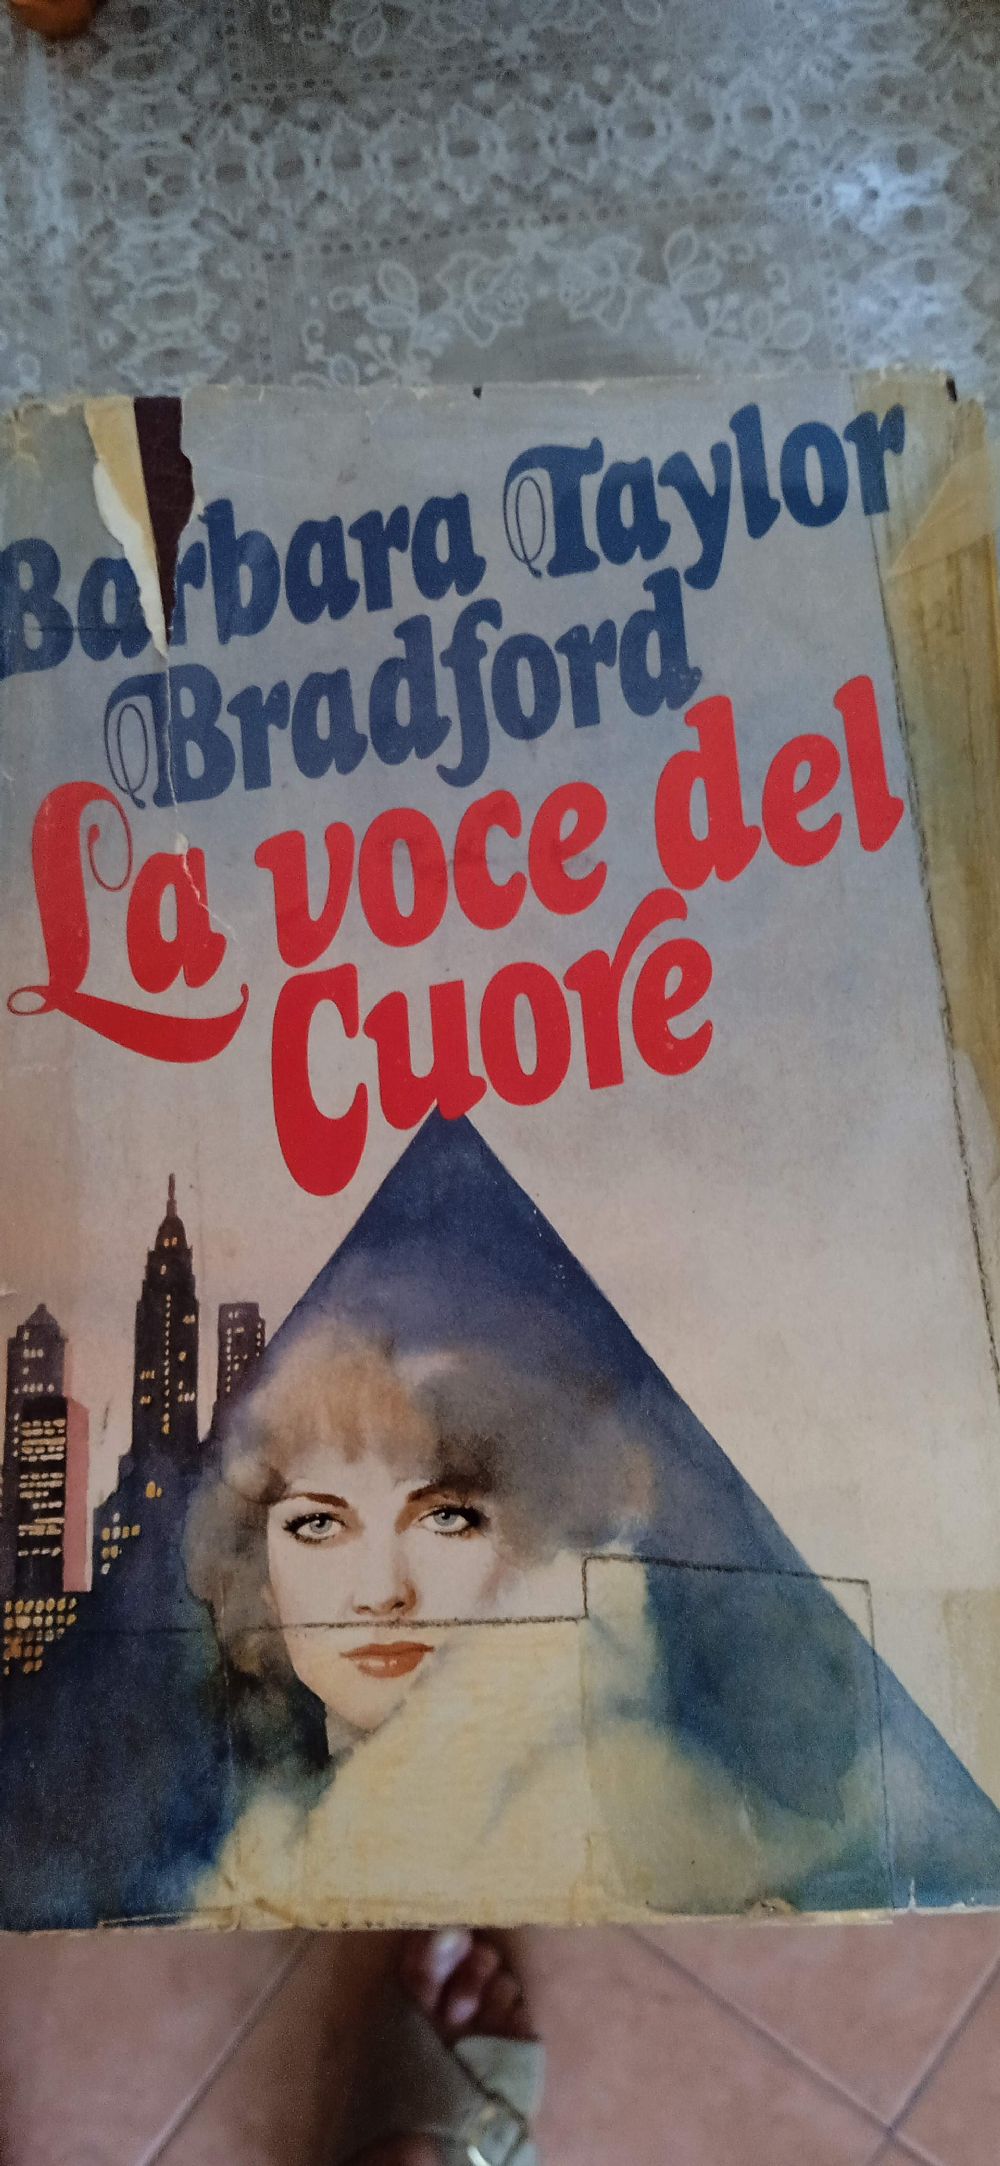 Barbara Taylor
Bradford
La voce del
Cuore